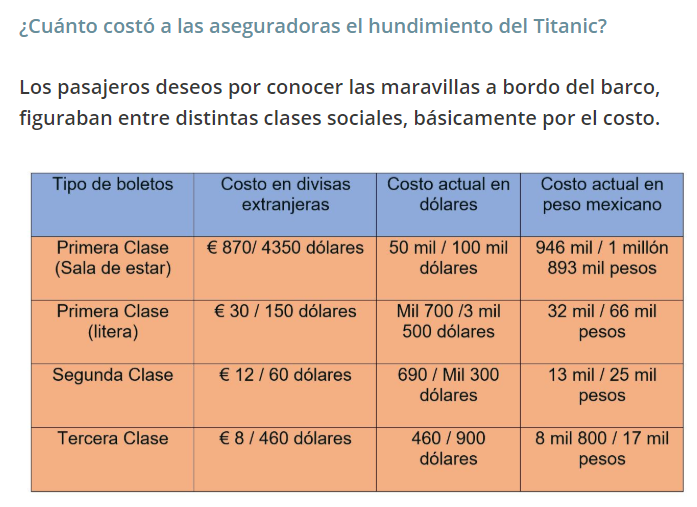 ¿Cuánto costó a las aseguradoras el hundimiento del Titanic?
Los pasajeros deseos por conocer las maravillas a bordo del barco,
figuraban entre distintas clases sociales, básicamente por el costo.
Tipo de boletos
Costo en divisas
extranjeras
Costo actual en
dólares
Costo actual en
peso mexicano
Primera Clase
(Sala de estar)
€ 870/ 4350 dólares
50 mil / 100 mil
dólares
946 mil / 1 millón
893 mil pesos
Primera Clase
(litera)
€ 30 / 150 dólares
Mil 700 /3 mil
500 dólares
32 mil / 66 mil
pesos
Segunda Clase
€ 12 / 60 dólares
690 / Mil 300
dólares
13 mil / 25 mil
pesos
Tercera Clase
€ 8 / 460 dólares
460 / 900
dólares
8 mil 800 / 17 mil
pesos